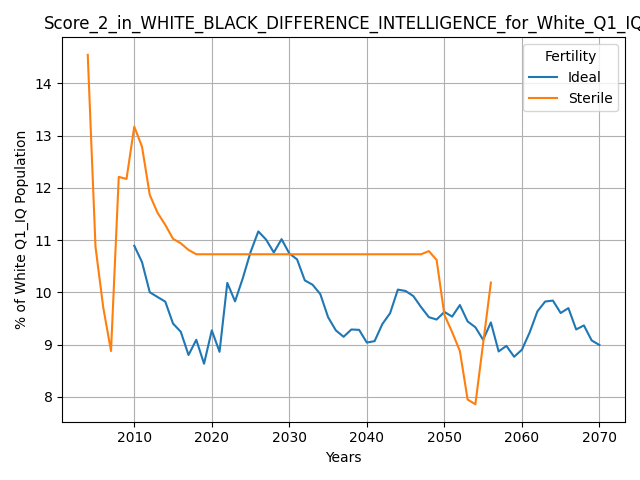 Score_2_in_WHITE_BLACK_DIFFERENCE_INTELLIGENCE_for_White_Q1_IQ
Fertility
Ideal
Sterile
% of White Q1_IQ Population
14
13
12
11
10
9
8
2010 2020 2030 2040 2050 2060 2070
Years